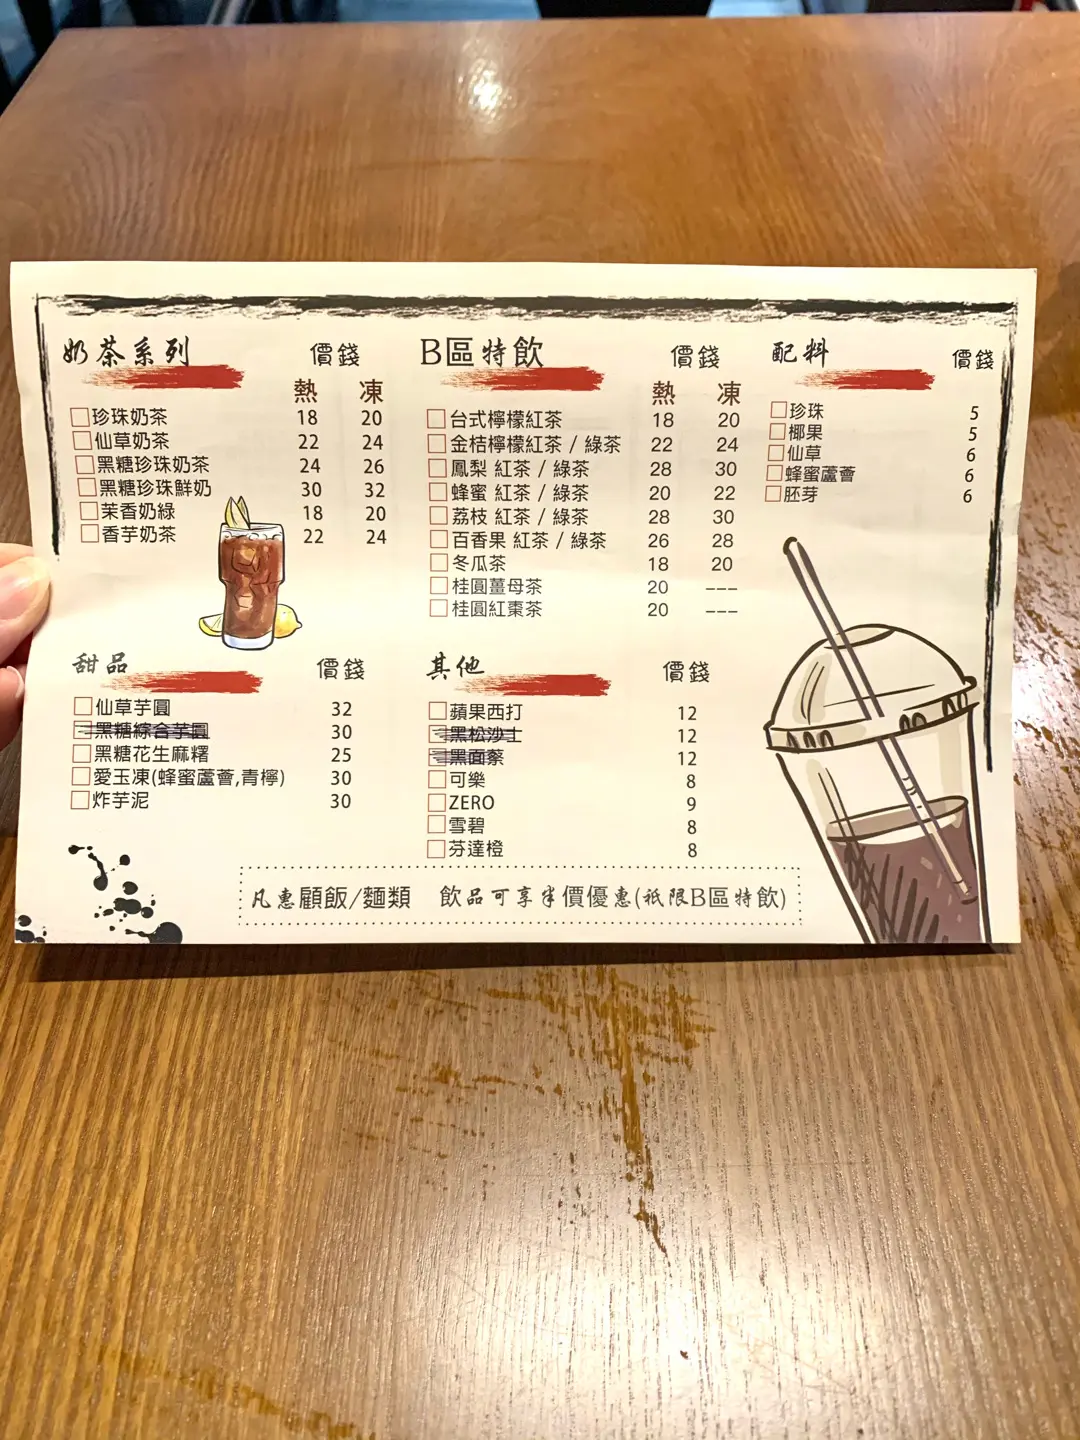 奶茶系列 價錢
熱 凍
珍珠奶茶 18 20
仙草奶茶 22 24
黑糖珍珠奶茶 24 26
黑糖珍珠鮮奶 30 32
茉香奶綠 18 20
香芋奶茶 22 24
B區特飲 價錢
熱 凍
台式檸檬紅茶 18 20
金桔檸檬紅茶 / 綠茶 22 24
鳳梨 紅茶 / 綠茶 28 30
蜂蜜 紅茶 / 綠茶 20 22
荔枝 紅茶 / 綠茶 28 30
百香果 紅茶 / 綠茶 26 28
冬瓜茶 18 20
桂圓薑母茶 20 ---
桂圓紅棗茶 20 ---
配料 價錢
珍珠 5
椰果 5
仙草 6
蜂蜜蘆薈 6
胚芽 6
甜品 價錢
仙草芋圓 32
黑糖綜合芋圓 30
黑糖花生麻糬 25
愛玉凍(蜂蜜蘆薈,青檸) 30
炸芋泥 30
其他 價錢
蘋果西打 12
黑松沙士 12
黑面蔡 12
可樂 8
ZERO 9
雪碧 8
芬達橙 8
凡惠顧飯/麵類 飲品可享半價優惠(祇限B區特飲)